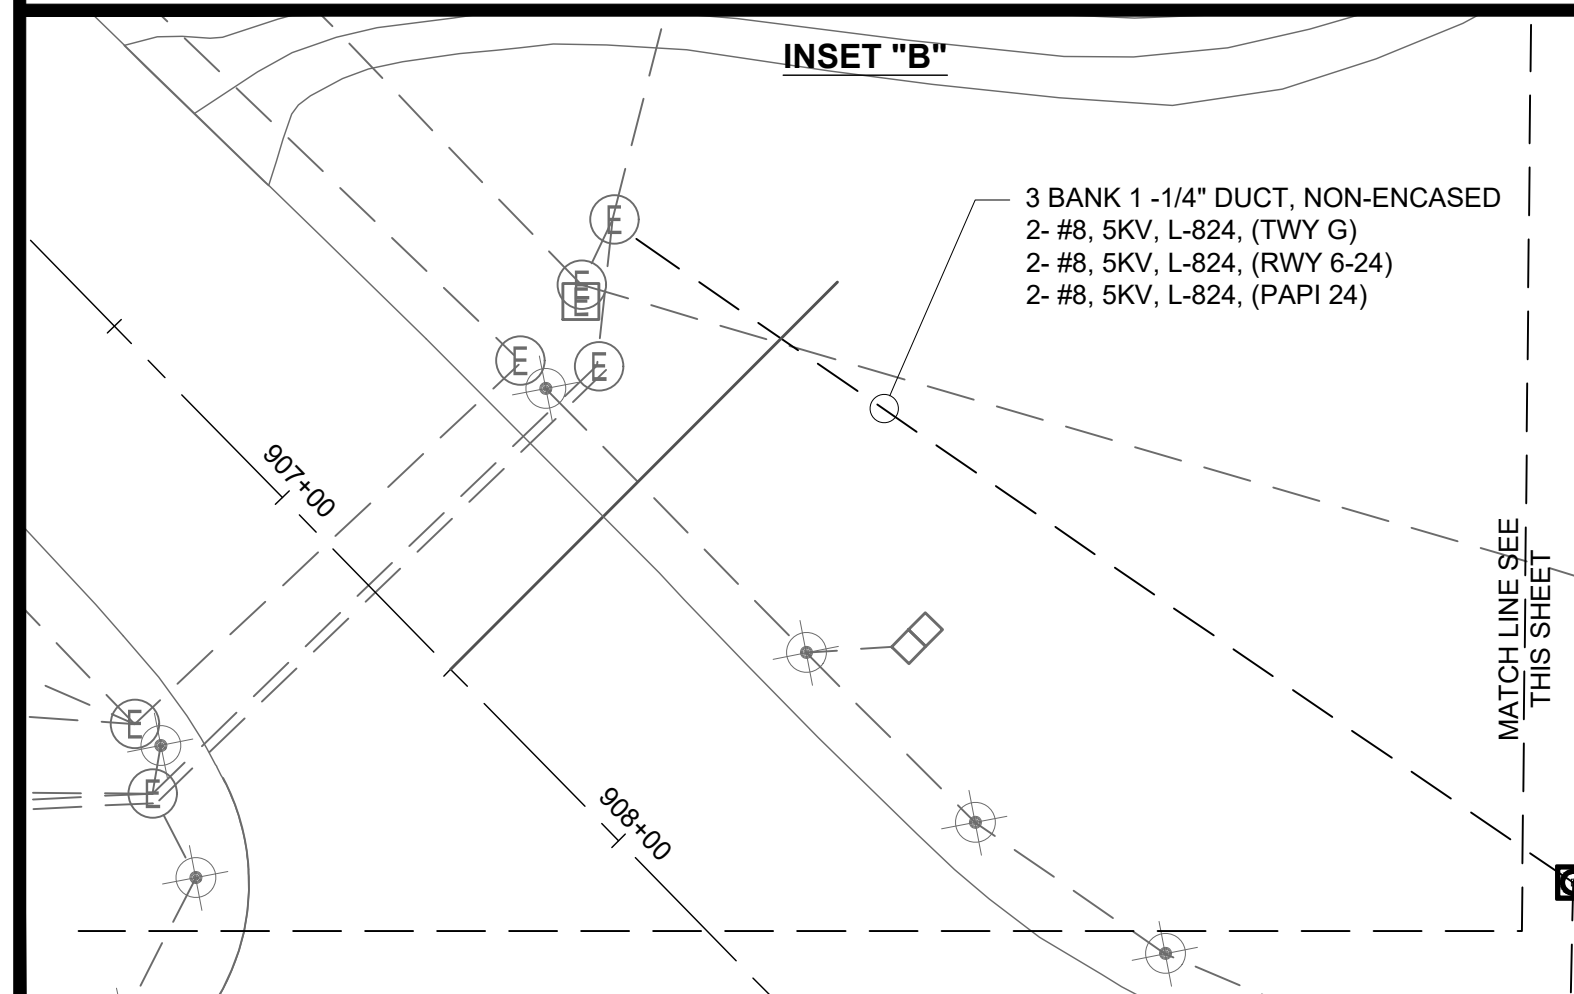 INSET "B"
3 BANK 1 -1/4" DUCT, NON-ENCASED
2- #8, 5KV, L-824, (TWY G)
2- #8, 5KV, L-824, (RWY 6-24)
2- #8, 5KV, L-824, (PAPI 24)
E
E
E
E
E
907+00
MATCH LINE SEE
THIS SHEET
E
E
908+00